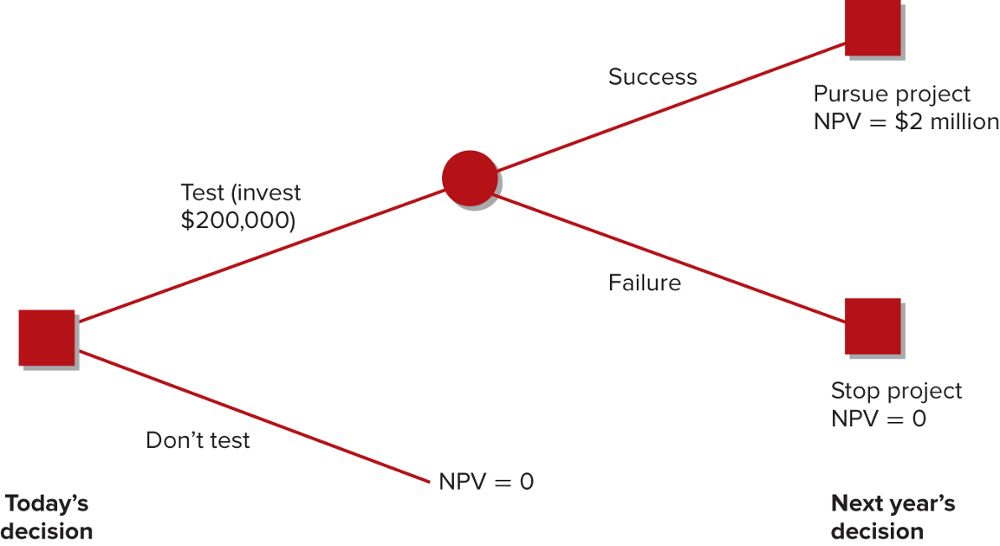 Success
Pursue project
NPV = $2 million
Test (invest
$200,000)
Failure
Stop project
NPV = 0
Don’t test
NPV = 0
Today’s
decision
Next year’s
decision